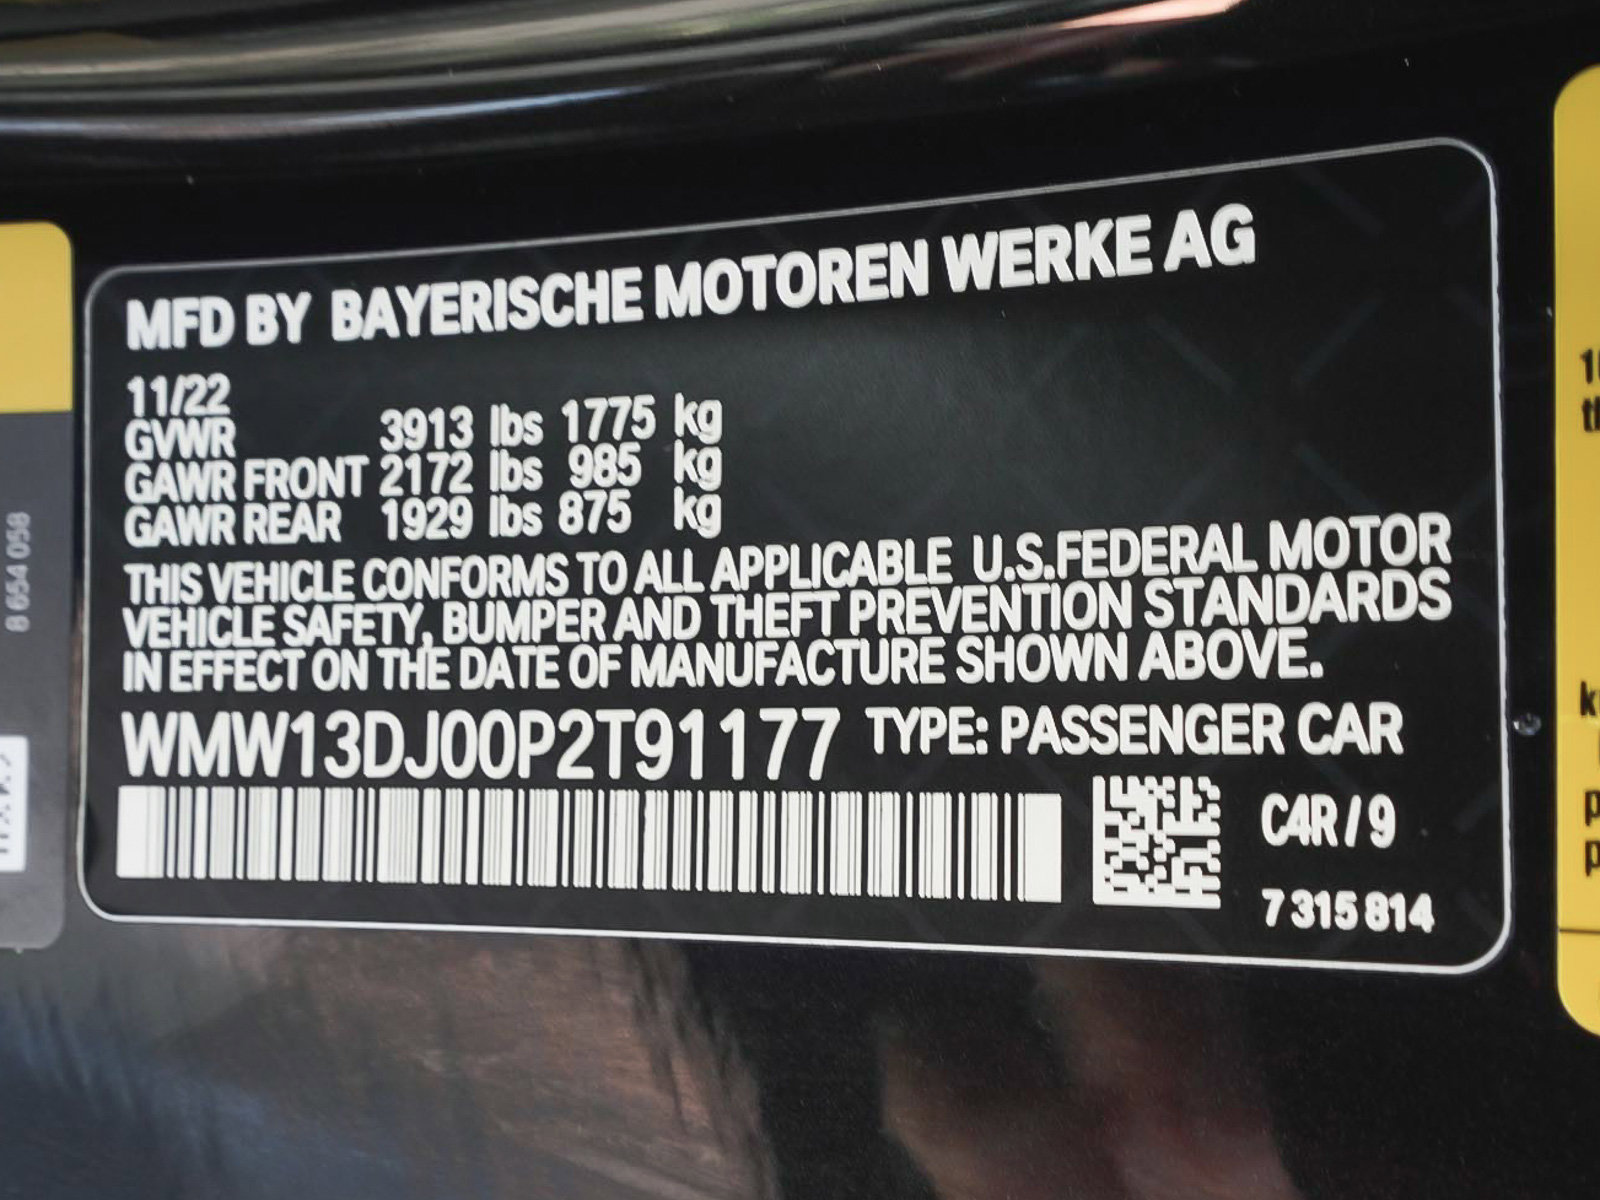 MFD BY BAYERISCHE MOTOREN WERKE AG
11/22
GVWR 3913 lbs 1775 kg
GAWR FRONT 2172 lbs 985 kg
GAWR REAR 1929 lbs 875 kg
THIS VEHICLE CONFORMS TO ALL APPLICABLE U.S.FEDERAL MOTOR
VEHICLE SAFETY, BUMPER AND THEFT PREVENTION STANDARDS
IN EFFECT ON THE DATE OF MANUFACTURE SHOWN ABOVE.
WMW13DJ00P2T91177 TYPE: PASSENGER CAR
C4R / 9
7 315 814
8 654 058